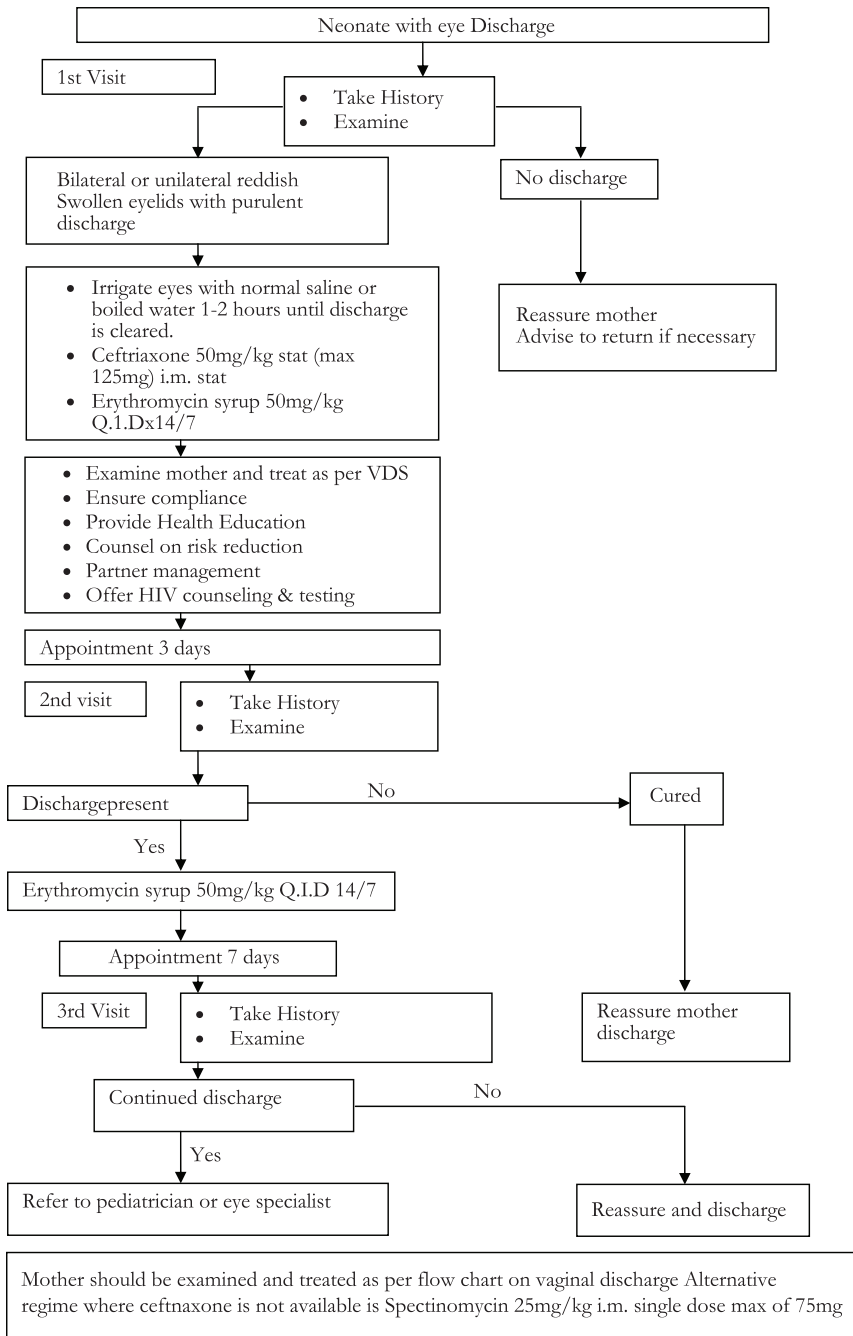 Neonate with eye Discharge
1st Visit
• Take History
• Examine
Bilateral or unilateral reddish
Swollen eyelids with purulent
discharge
No discharge
• Irrigate eyes with normal saline or
boiled water 1-2 hours until discharge
is cleared.
• Ceftriaxone 50mg/kg stat (max
125mg) i.m. stat
• Erythromycin syrup 50mg/kg
Q.1.Dx14/7
Reassure mother
Advise to return if necessary
• Examine mother and treat as per VDS
• Ensure compliance
• Provide Health Education
• Counsel on risk reduction
• Partner management
• Offer HIV counseling & testing
Appointment 3 days
2nd visit
• Take History
• Examine
Dischargepresent
No
Cured
Yes
Erythromycin syrup 50mg/kg Q.I.D 14/7
Appointment 7 days
3rd Visit
• Take History
• Examine
Reassure mother
discharge
Continued discharge
No
Yes
Refer to pediatrician or eye specialist
Reassure and discharge
Mother should be examined and treated as per flow chart on vaginal discharge Alternative
regime where ceftnaxone is not available is Spectinomycin 25mg/kg i.m. single dose max of 75mg